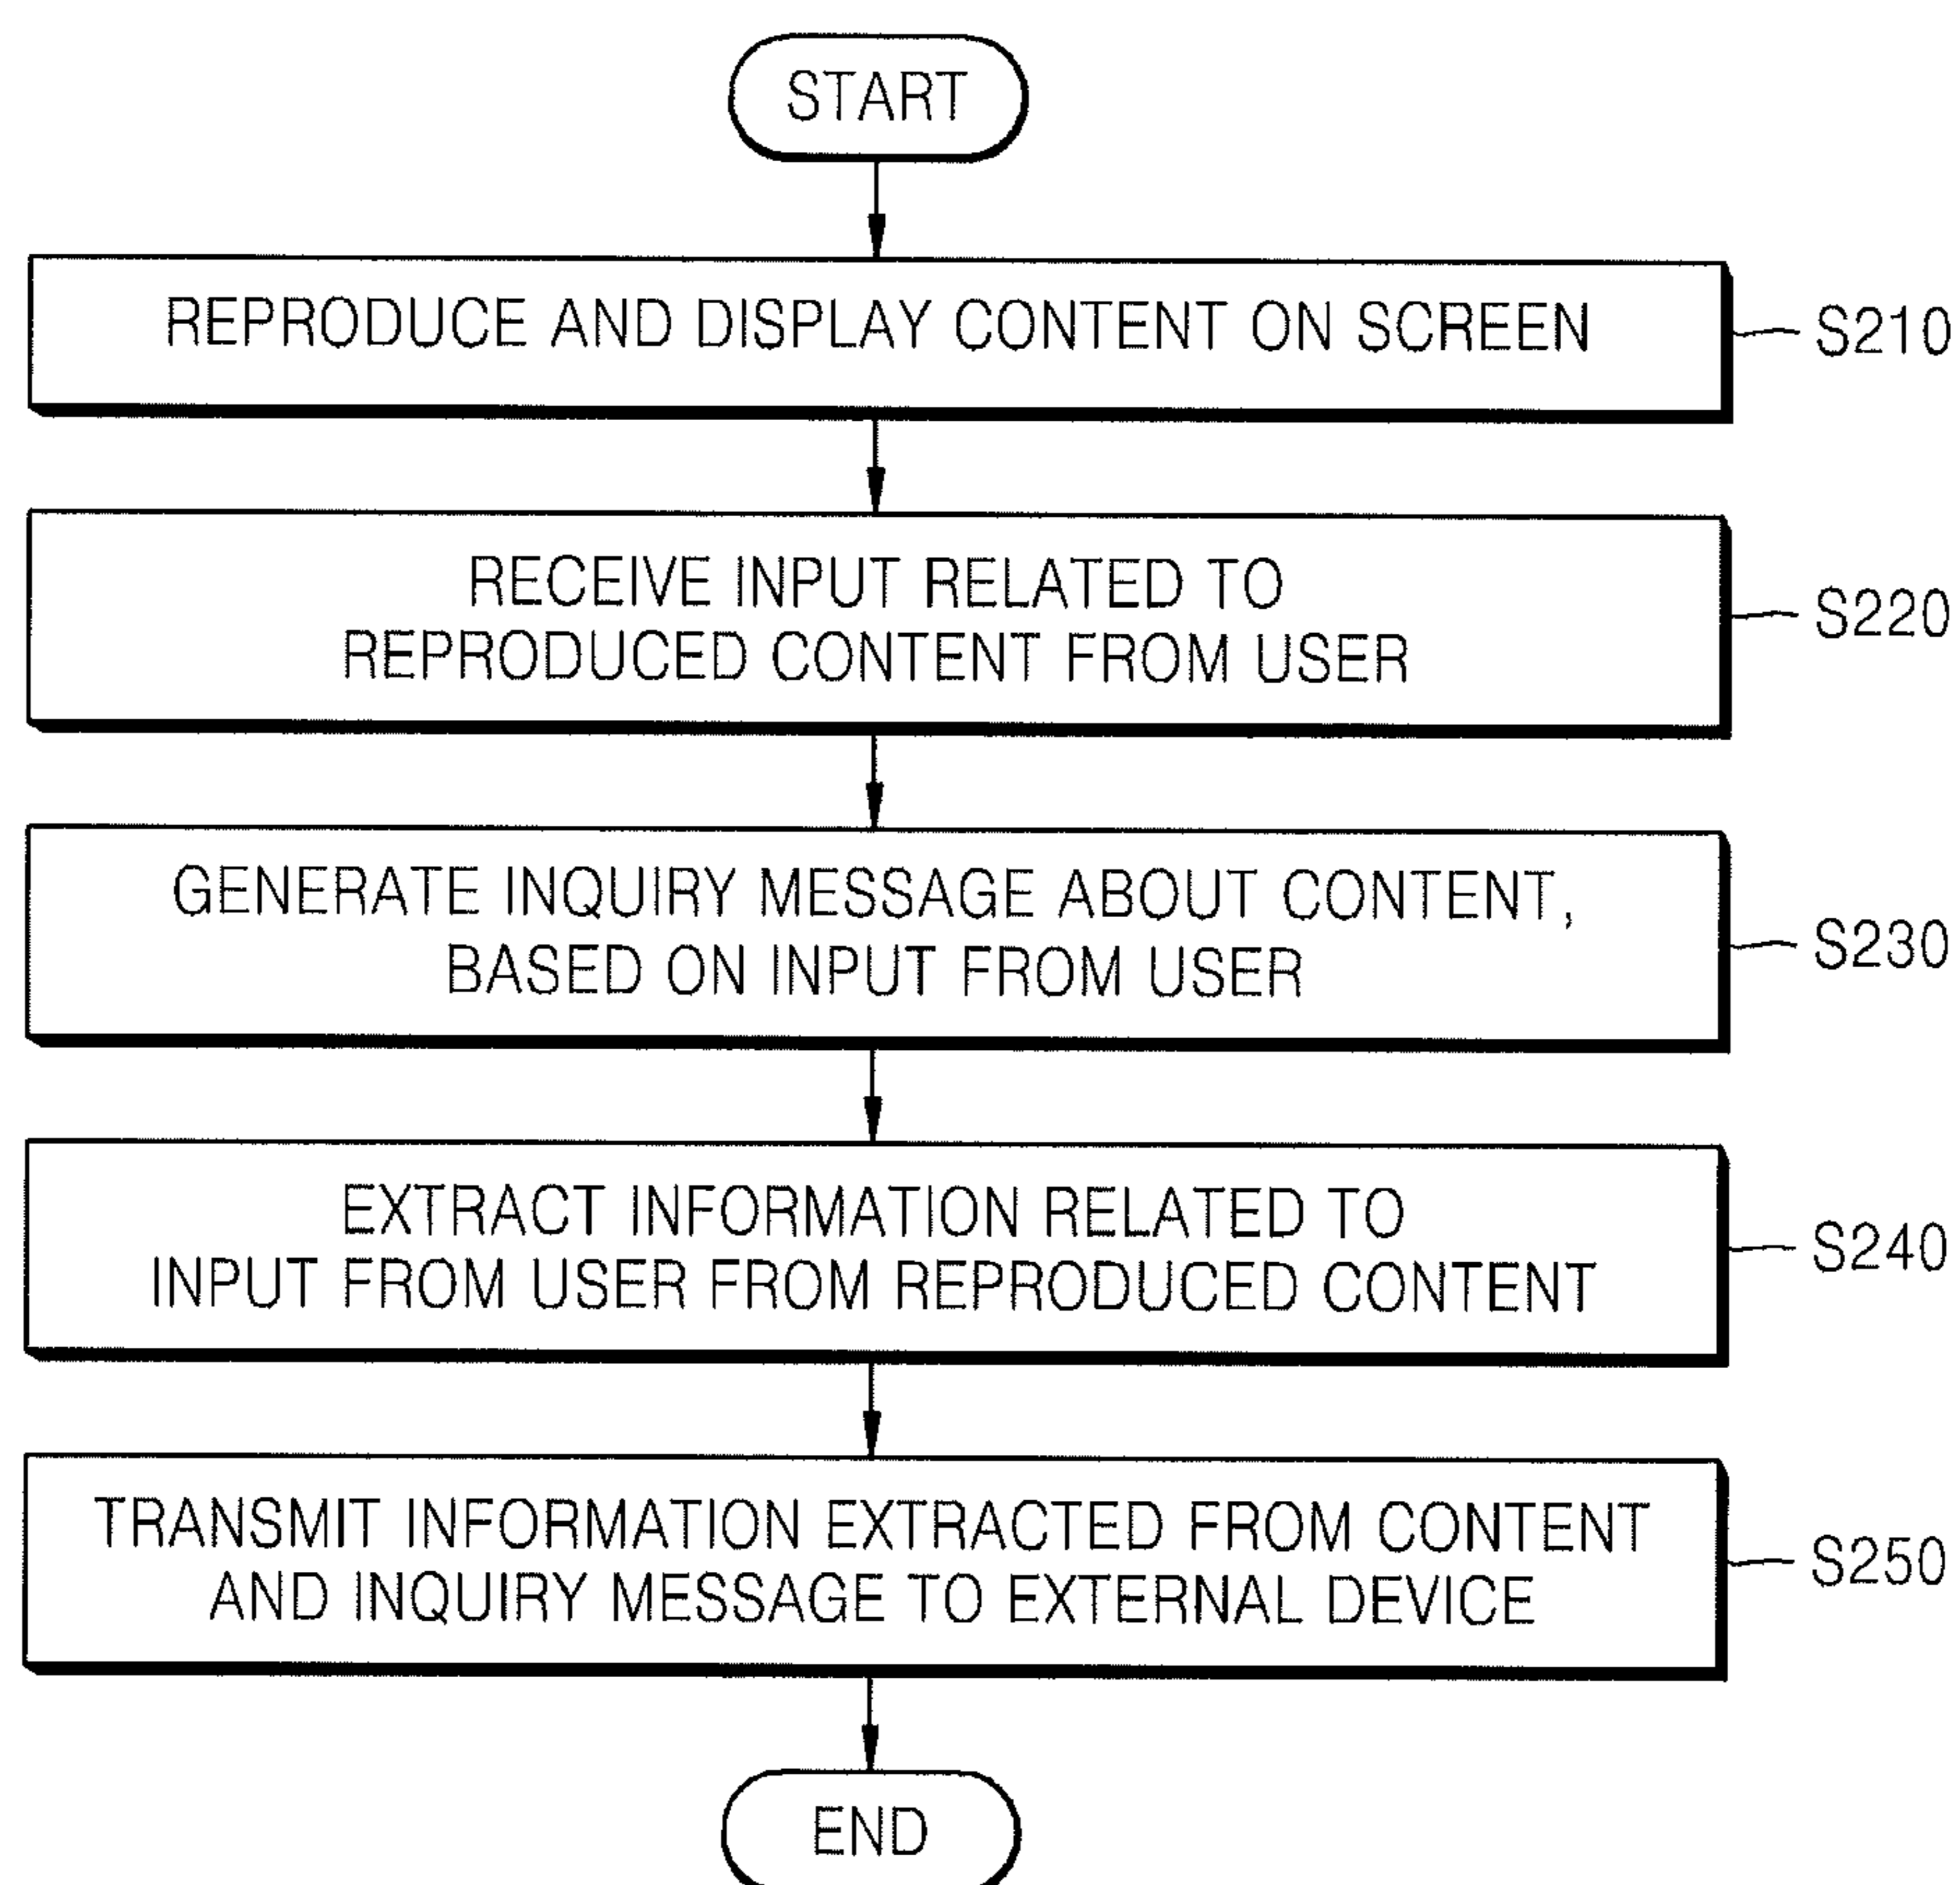 START
REPRODUCE AND DISPLAY CONTENT ON SCREEN
S210
RECEIVE INPUT RELATED TO
REPRODUCED CONTENT FROM USER
S220
GENERATE INQUIRY MESSAGE ABOUT CONTENT,
BASED ON INPUT FROM USER
S230
EXTRACT INFORMATION RELATED TO
INPUT FROM USER FROM REPRODUCED CONTENT
S240
TRANSMIT INFORMATION EXTRACTED FROM CONTENT
AND INQUIRY MESSAGE TO EXTERNAL DEVICE
S250
END